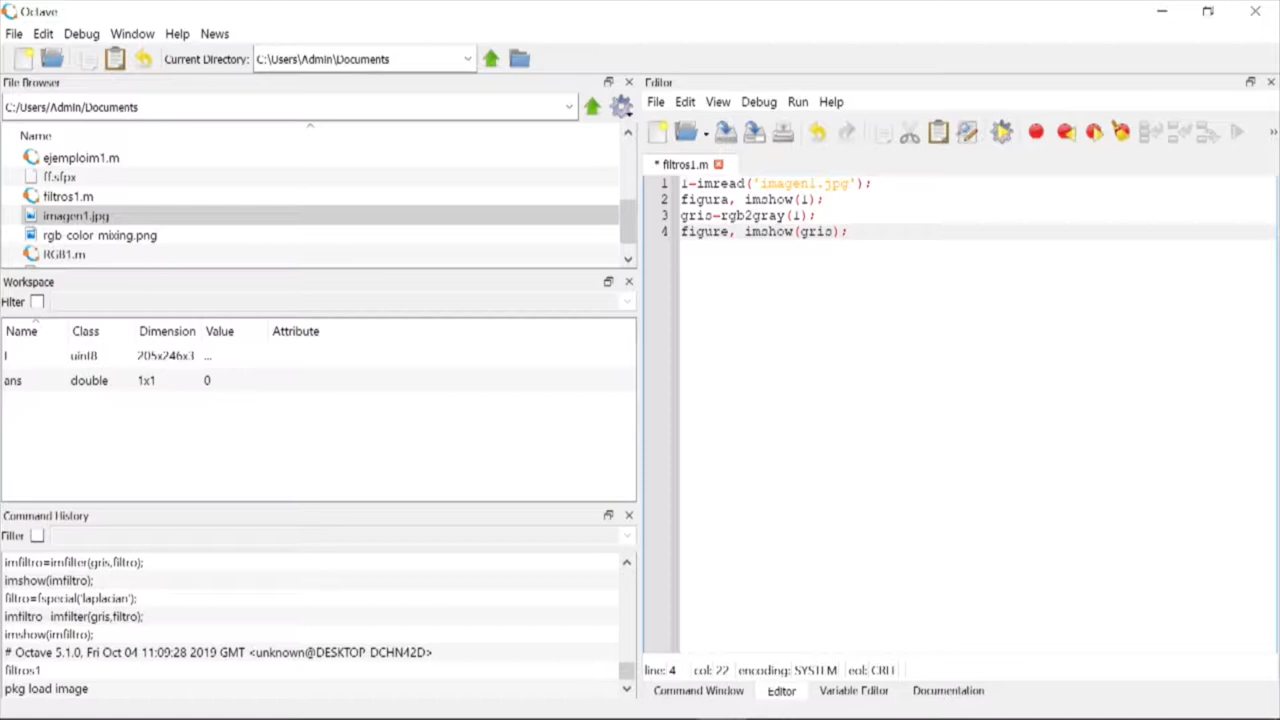 Octave
File Edit Debug Window Help News
Current Directory: C:\Users\Admin\Documents
File Browser
C:/Users/Admin/Documents
Name
ejemploim1.m
ff.sfpx
filtros1.m
imagen1.jpg
rgb color mixing.png
RGB1.m
Workspace
Filter
Name Class Dimension Value Attribute
I uint8 205x246x3 ...
ans double 1x1 0
Command History
Filter
imfiltro=imfilter(gris,filtro);
imshow(imfiltro);
filtro=fspecial('laplacian');
imfiltro imfilter(gris,filtro);
imshow(imfiltro);
# Octave 5.1.0, Fri Oct 04 11:09:28 2019 GMT <unknown@DESKTOP DCHN42D>
filtros1
pkg load image
Editor
File Edit View Debug Run Help
* filtros1.m
1 I=imread('imagen1.jpg');
2 figura, imshow(I);
3 gris=rgb2gray(I);
4 figure, imshow(gris);
line: 4 col: 22 encoding: SYSTEM eol: CRLF
Command Window Editor Variable Editor Documentation